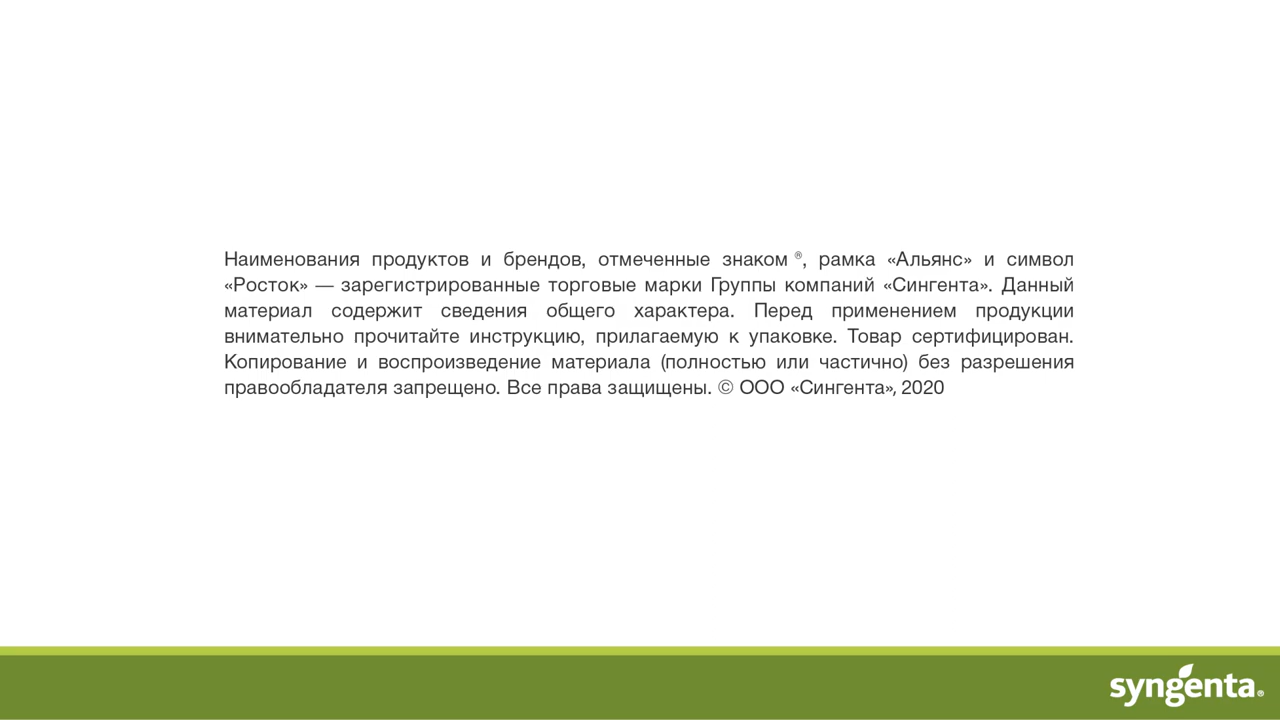 Наименования продуктов и брендов, отмеченные знаком ®, рамка «Альянс» и символ
«Росток» — зарегистрированные торговые марки Группы компаний «Сингента». Данный
материал содержит сведения общего характера. Перед применением продукции
внимательно прочитайте инструкцию, прилагаемую к упаковке. Товар сертифицирован.
Копирование и воспроизведение материала (полностью или частично) без разрешения
правообладателя запрещено. Все права защищены. © ООО «Сингента», 2020
syngenta®